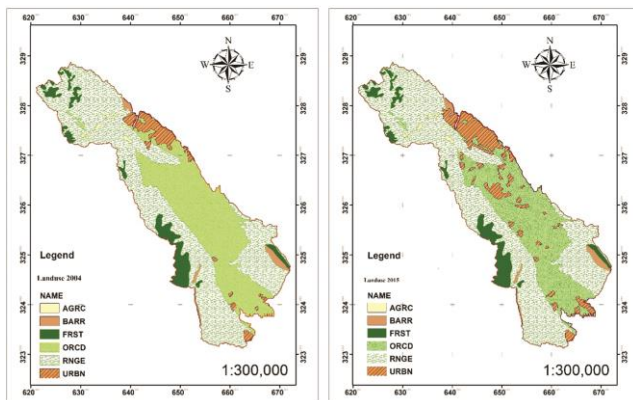 620 630 640 650 660 670
N
W E
S
329
328
327
326
325
324
323
Legend
Landuse 2004
NAME
AGRC
BARR
FRST
ORCD
RNGE
URBN
1:300,000
620 630 640 650 660 670
620 630 640 650 660 670
N
W E
S
329
328
327
326
325
324
323
Legend
Landuse 2015
NAME
AGRC
BARR
FRST
ORCD
RNGE
URBN
1:300,000
620 630 640 650 660 670